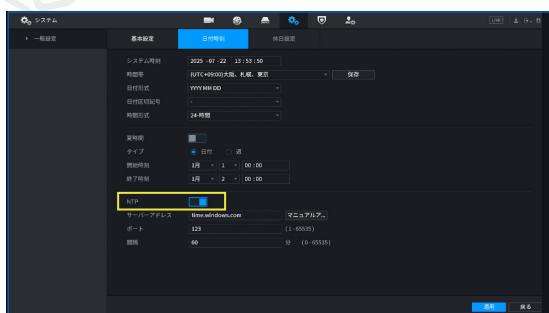 システム
LIVE
一般設定
基本設定 日付時刻 休日設定
システム時刻 2025 -07 -22 13 : 53 : 50
時間帯 (UTC+09:00)大阪、札幌、東京 保存
日付形式 YYYY MM DD
日付区切記号 -
時間形式 24-時間
夏時間
タイプ 日付 週
開始時刻 1月 1 00 : 00
終了時刻 1月 2 00 : 00
NTP
サーバーアドレス time.windows.com マニュアルア...
ポート 123 (1-65535)
間隔 60 分 (0-65535)
適用 戻る